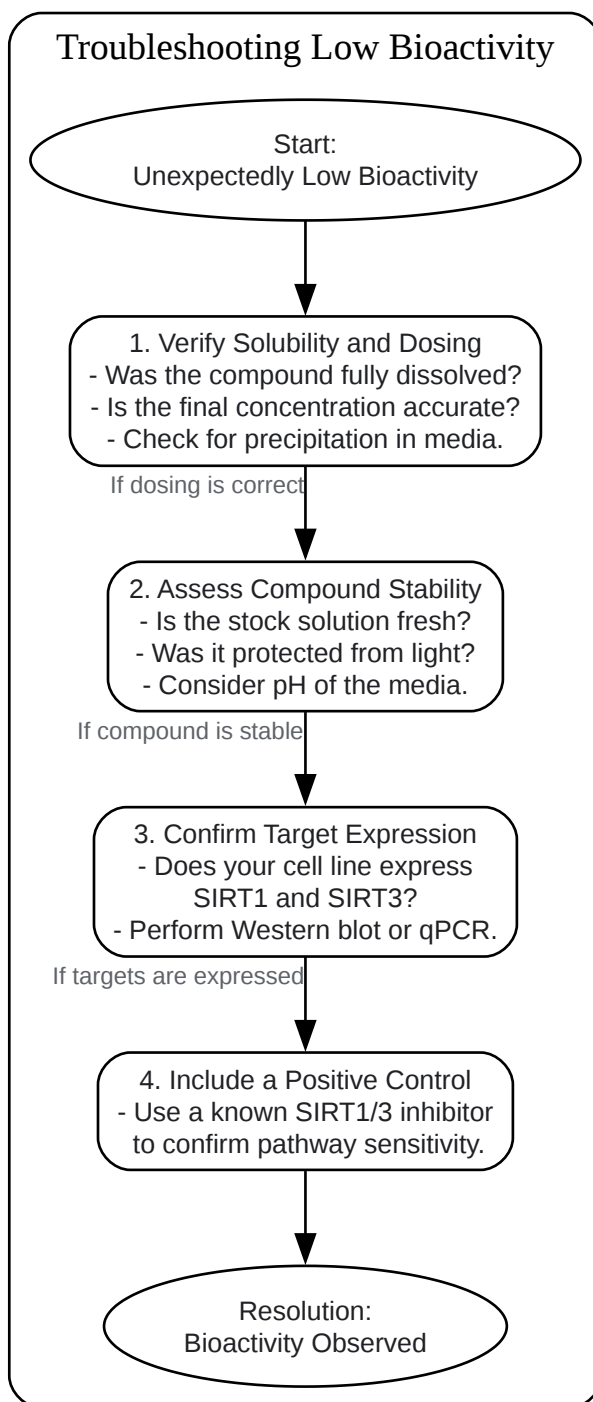 Troubleshooting Low Bioactivity
Start:
Unexpectedly Low Bioactivity
1. Verify Solubility and Dosing
- Was the compound fully dissolved?
- Is the final concentration accurate?
- Check for precipitation in media.
If dosing is correct
2. Assess Compound Stability
- Is the stock solution fresh?
- Was it protected from light?
- Consider pH of the media.
If compound is stable
3. Confirm Target Expression
- Does your cell line express
SIRT1 and SIRT3?
- Perform Western blot or qPCR.
If targets are expressed
4. Include a Positive Control
- Use a known SIRT1/3 inhibitor
to confirm pathway sensitivity.
Resolution:
Bioactivity Observed